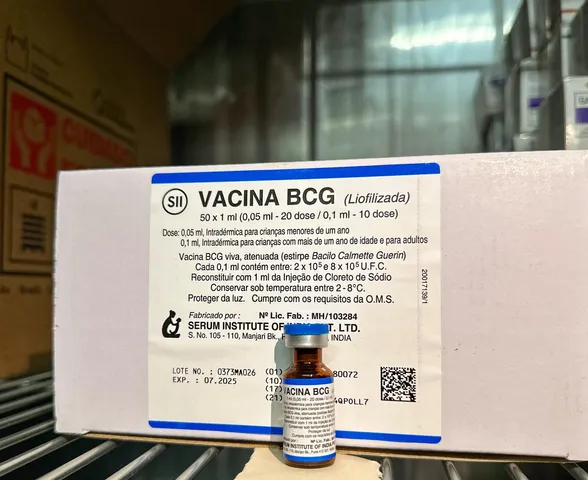 SII VACINA BCG (Liofilizada)
50 x 1 ml (0,05 ml - 20 dose / 0,1 ml - 10 dose)
Dose: 0,05 ml, Intradérmica para crianças menores de um ano
0,1 ml, Intradérmica para crianças com mais de um ano de idade e para adultos
Vacina BCG viva, atenuada (estirpe Bacilo Calmette Guerin)
Cada 0,1 ml contém entre: 2 x 10⁵ e 8 x 10⁵ U.F.C.
Reconstituir com 1 ml da Injeção de Cloreto de Sódio
Conservar sob temperatura entre 2 - 8°C.
Proteger da luz. Cumpre com os requisitos da O.M.S.
20017139/1
Fabricado por : Nº Lic. Fab. : MH/103284
SERUM INSTITUTE OF LTD.
S. No. 105 - 110, Manjari Bk., INDIA
LOTE NO. : 0373MA026 (01) 80072
EXP. : 07.2025 (10)
(17)
(21) 4QP0LL7
VACINA BCG